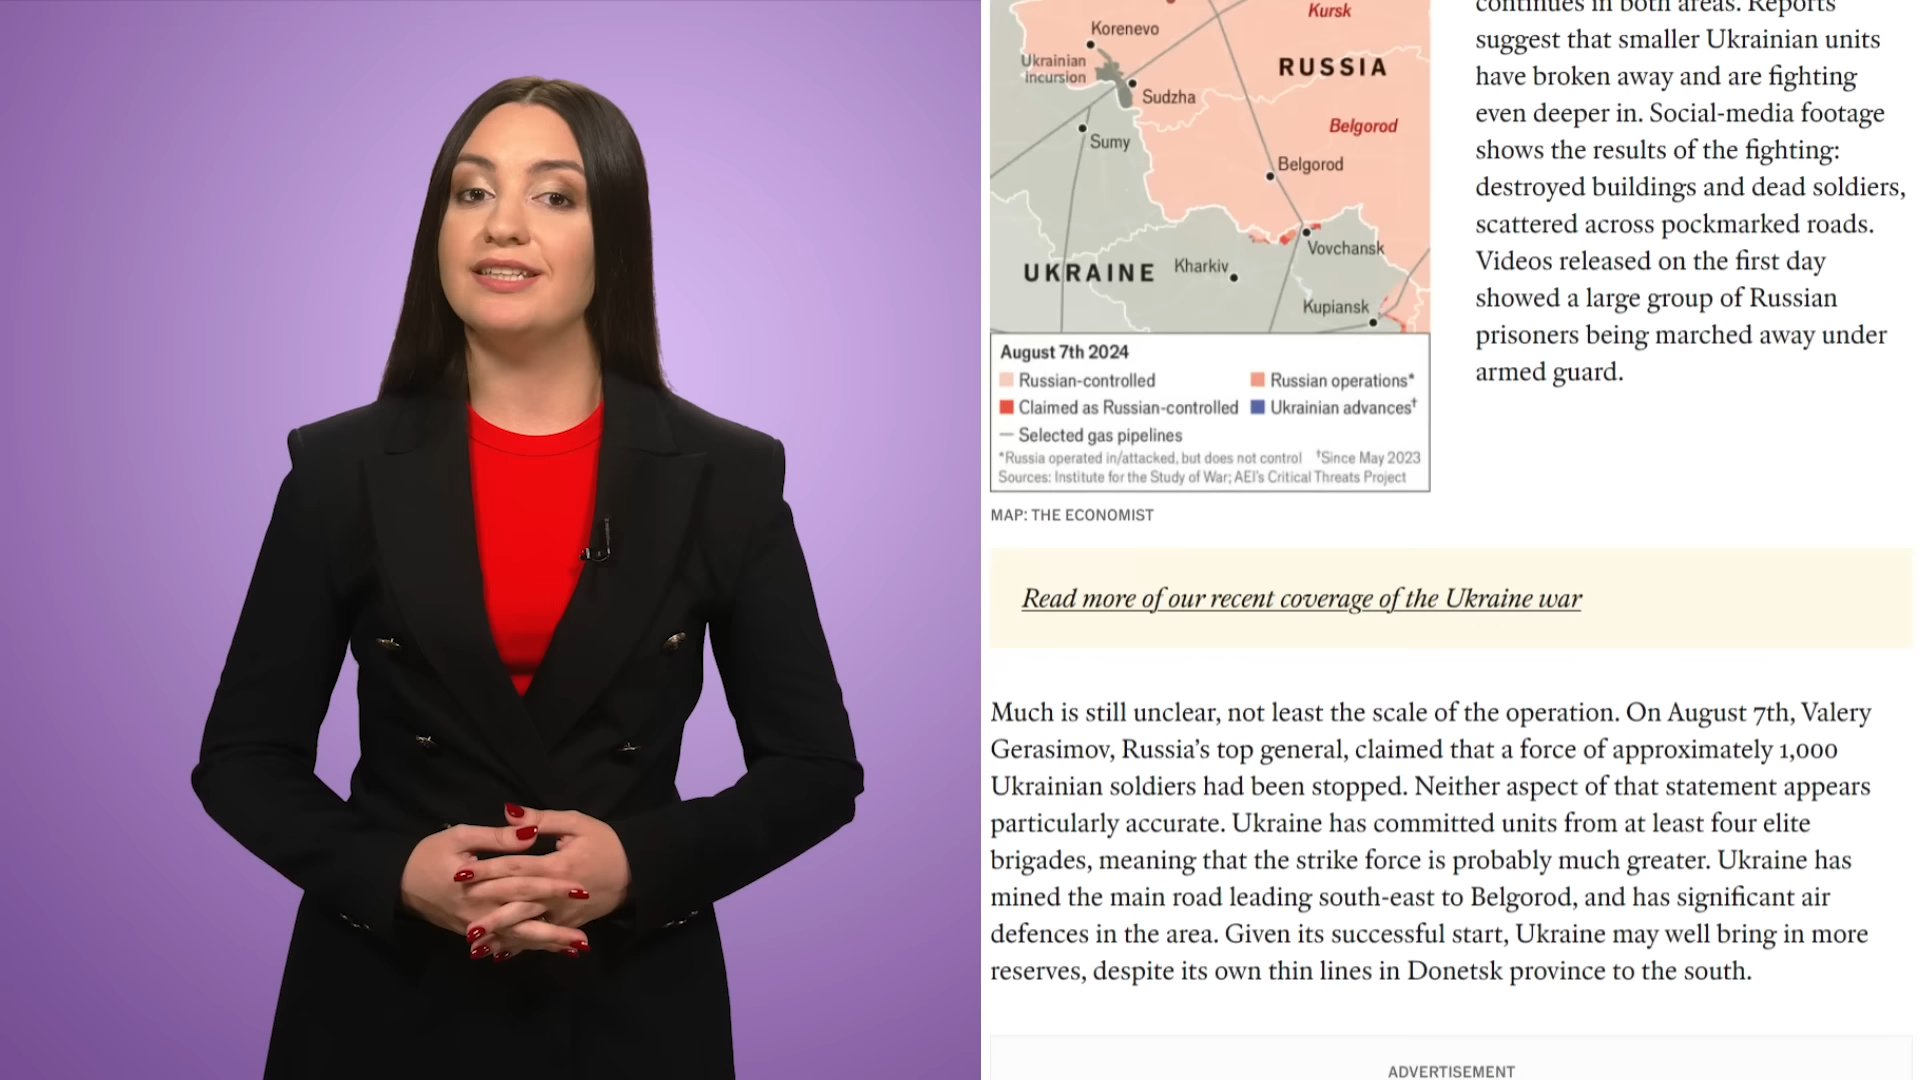 Kursk
Korenevo
Ukrainian
incursion
RUSSIA
Sudzha
Belgorod
Sumy
Belgorod
Vovchansk
UKRAINE
Kharkiv
Kupiansk
August 7th 2024
Russian-controlled
Russian operations*
Claimed as Russian-controlled
Ukrainian advances†
Selected gas pipelines
*Russia operated in/attacked, but does not control †Since May 2023
Sources: Institute for the Study of War; AEI's Critical Threats Project
MAP: THE ECONOMIST
continues in both areas. Reports
suggest that smaller Ukrainian units
have broken away and are fighting
even deeper in. Social-media footage
shows the results of the fighting:
destroyed buildings and dead soldiers,
scattered across pockmarked roads.
Videos released on the first day
showed a large group of Russian
prisoners being marched away under
armed guard.
Read more of our recent coverage of the Ukraine war
Much is still unclear, not least the scale of the operation. On August 7th, Valery
Gerasimov, Russia’s top general, claimed that a force of approximately 1,000
Ukrainian soldiers had been stopped. Neither aspect of that statement appears
particularly accurate. Ukraine has committed units from at least four elite
brigades, meaning that the strike force is probably much greater. Ukraine has
mined the main road leading south-east to Belgorod, and has significant air
defences in the area. Given its successful start, Ukraine may well bring in more
reserves, despite its own thin lines in Donetsk province to the south.
ADVERTISEMENT